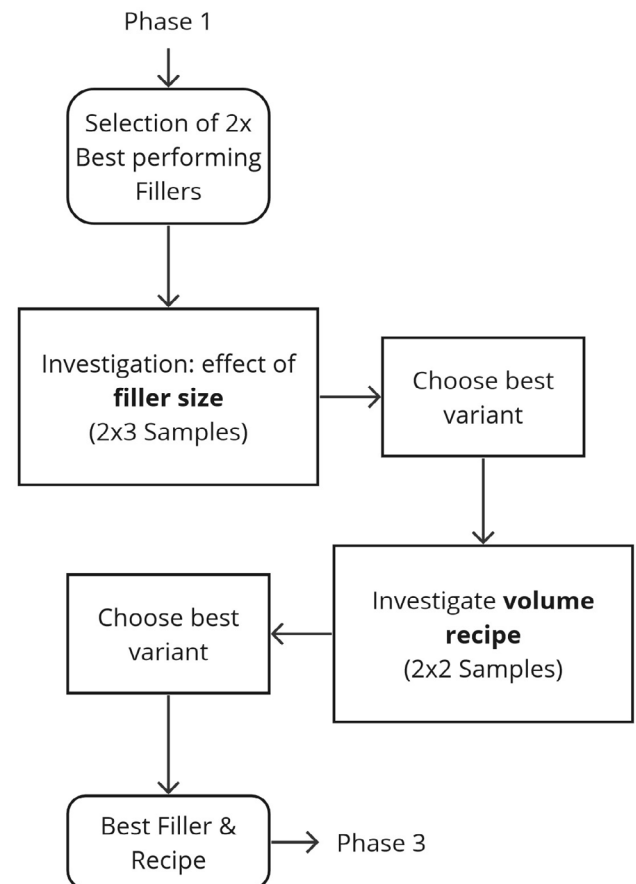 Phase 1
Selection of 2x
Best performing
Fillers
Investigation: effect of
filler size
(2x3 Samples)
Choose best
variant
Investigate volume
recipe
(2x2 Samples)
Choose best
variant
Best Filler &
Recipe
Phase 3